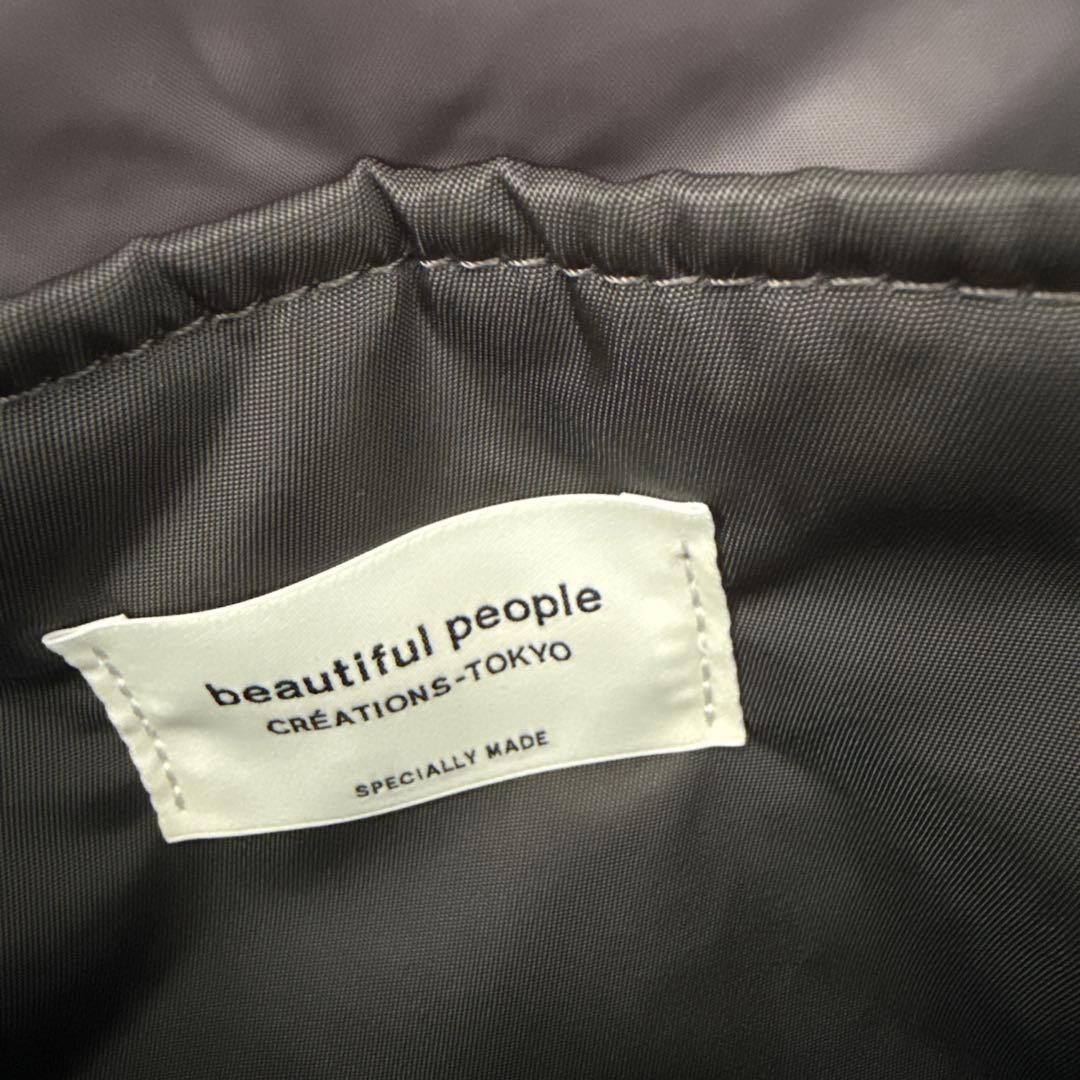 beautiful people
CRÉATIONS-TOKYO
SPECIALLY MADE